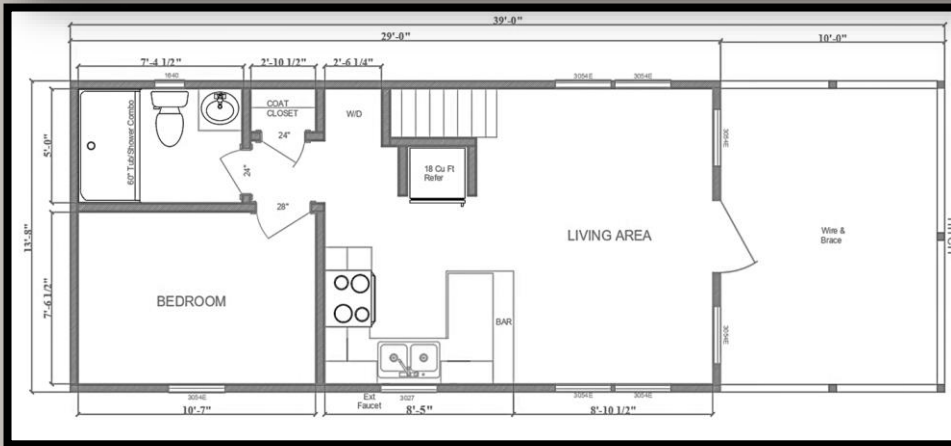 39'-0"
29'-0"
10'-0"
7'-4 1/2"
2'-10 1/2"
2'-6 1/4"
1640
3054E
3054E
COAT
CLOSET
24"
W/D
60" Tub/Shower Combo
5'-0"
24"
3054E
18 Cu Ft
Refer
28"
13'-8"
LIVING AREA
Wire &
Brace
7'-6 1/2"
BEDROOM
BAR
3054E
3054E
Ext
Faucet
3027
3054E
3054E
10'-7"
8'-5"
8'-10 1/2"